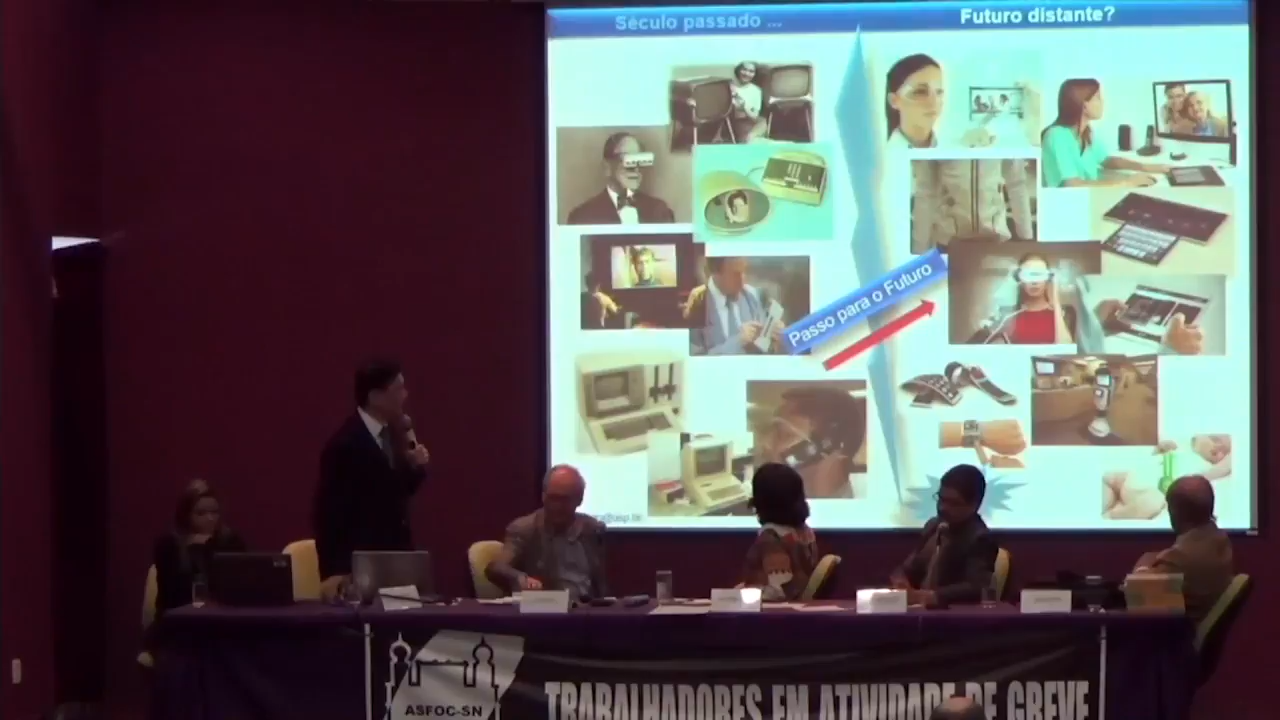 Século passado ...
Futuro distante?
Passo para o Futuro
ASFOC-SN
TRABALHADORES EM ATIVIDADE DE GREVE